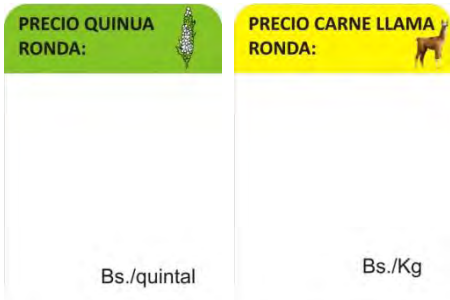 PRECIO QUINUA
RONDA:
Bs./quintal
PRECIO CARNE LLAMA
RONDA:
Bs./Kg